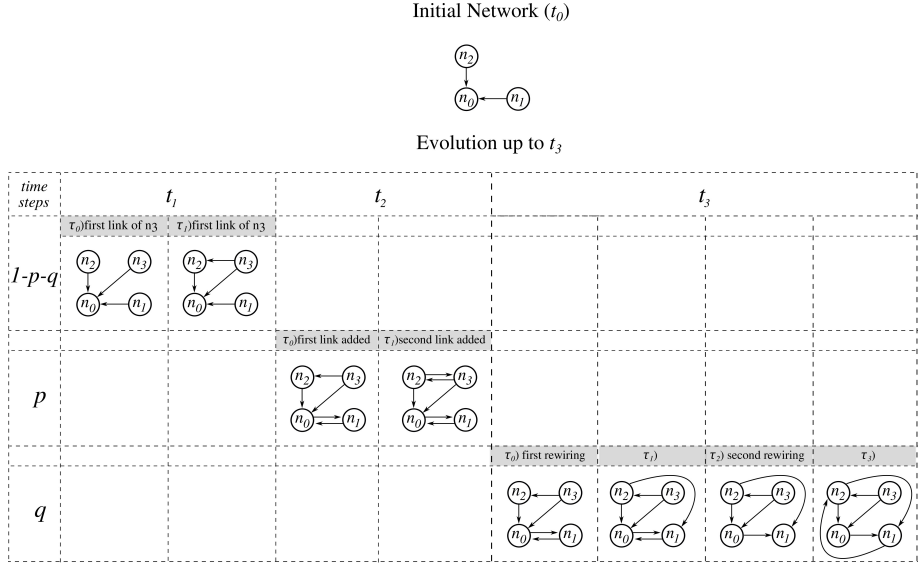 Initial Network (t0)
n2
n0 n1
Evolution up to t3
time steps t1 t2 t3
τ0)first link of n3 τ1)first link of n3
1-p-q
n2 n3 n2 n3
n0 n1 n0 n1
τ0)first link added τ1)second link added
p
n2 n3 n2 n3
n0 n1 n0 n1
τ0) first rewiring τ1) τ2) second rewiring τ3)
q
n2 n3 n2 n3 n2 n3 n2 n3
n0 n1 n0 n1 n0 n1 n0 n1